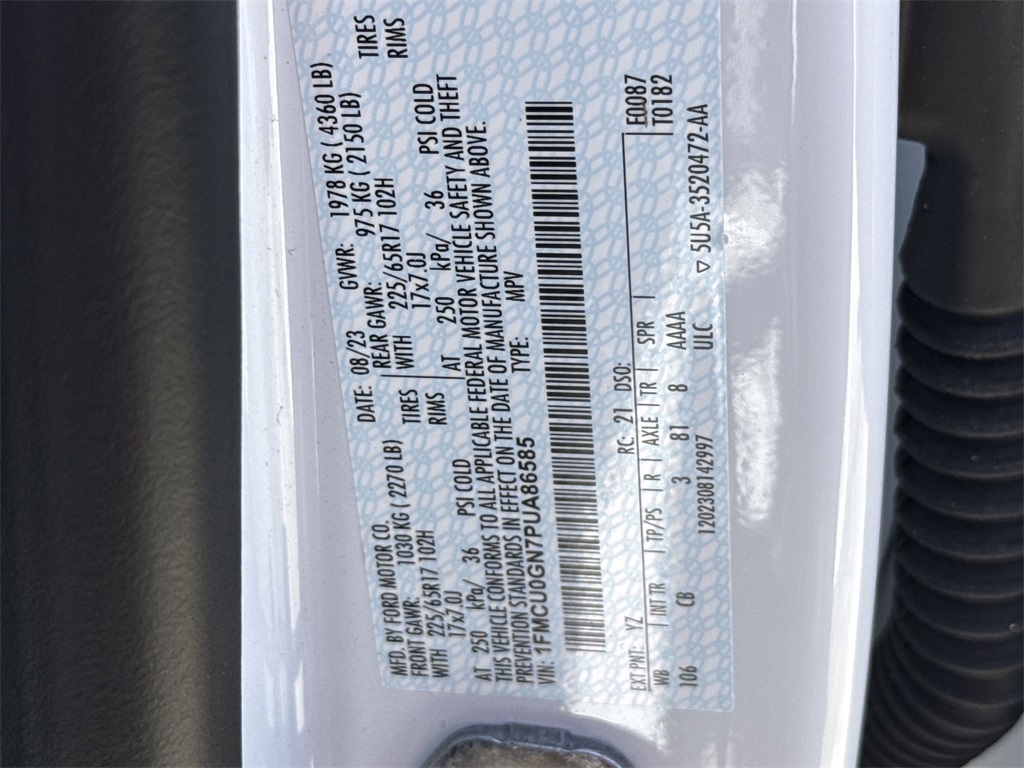 MFD. BY FORD MOTOR CO. DATE: 08/23 GVWR: 1978 KG ( 4360 LB)
FRONT GAWR: 1030 KG ( 2270 LB) REAR GAWR: 975 KG ( 2150 LB)
WITH 225/65R17 102H TIRES WITH 225/65R17 102H TIRES
17x7.0J RIMS 17x7.0J RIMS
AT 250 kPa/ 36 PSI COLD AT 250 kPa/ 36 PSI COLD
THIS VEHICLE CONFORMS TO ALL APPLICABLE FEDERAL MOTOR VEHICLE SAFETY AND THEFT
PREVENTION STANDARDS IN EFFECT ON THE DATE OF MANUFACTURE SHOWN ABOVE.
VIN: 1FMCU0GN7PUA86585 TYPE: MPV
EXT PNT: YZ RC: 21 DSO: F0087
WB INT TR TP/PS R AXLE TR SPR T0182
106 CB 3 81 8 AAAA
1202308142997 ULC ▽ 5U5A-3520472-AA